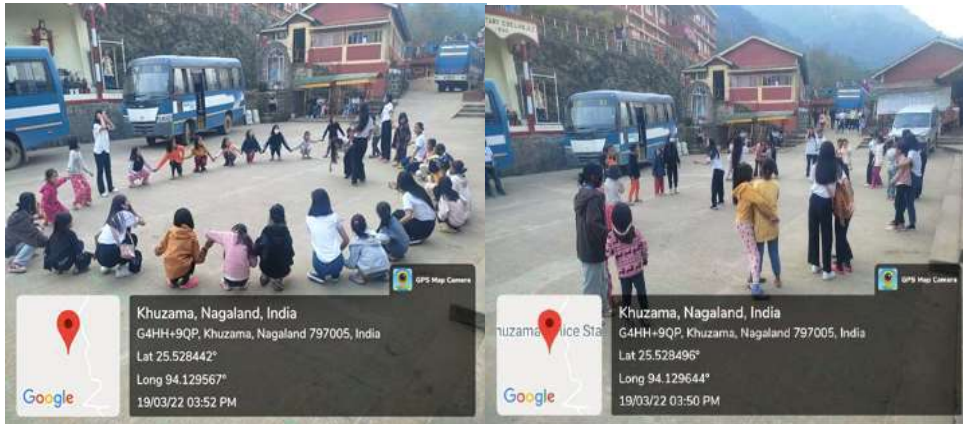 GPS Map Camera
Khuzama, Nagaland, India
G4HH+9QP, Khuzama, Nagaland 797005, India
Lat 25.528442°
Long 94.129567°
19/03/22 03:52 PM
Google
GPS Map Camera
Khuzama, Nagaland, India
G4HH+9QP, Khuzama, Nagaland 797005, India
Lat 25.528496°
Long 94.129644°
19/03/22 03:50 PM
Google